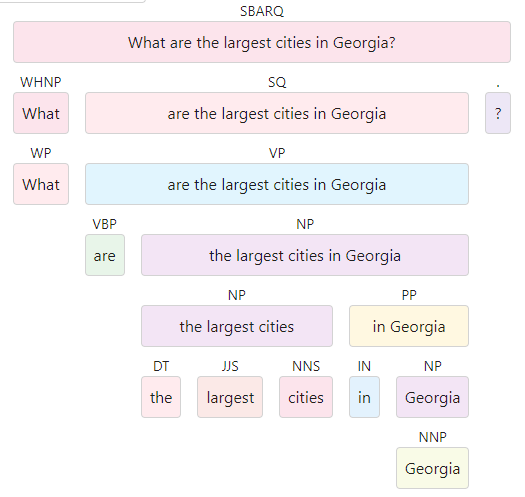 SBARQ
What are the largest cities in Georgia?
WHNP SQ .
What are the largest cities in Georgia ?
WP VP
What are the largest cities in Georgia
VBP NP
are the largest cities in Georgia
NP PP
the largest cities in Georgia
DT JJS NNS IN NP
the largest cities in Georgia
NNP
Georgia